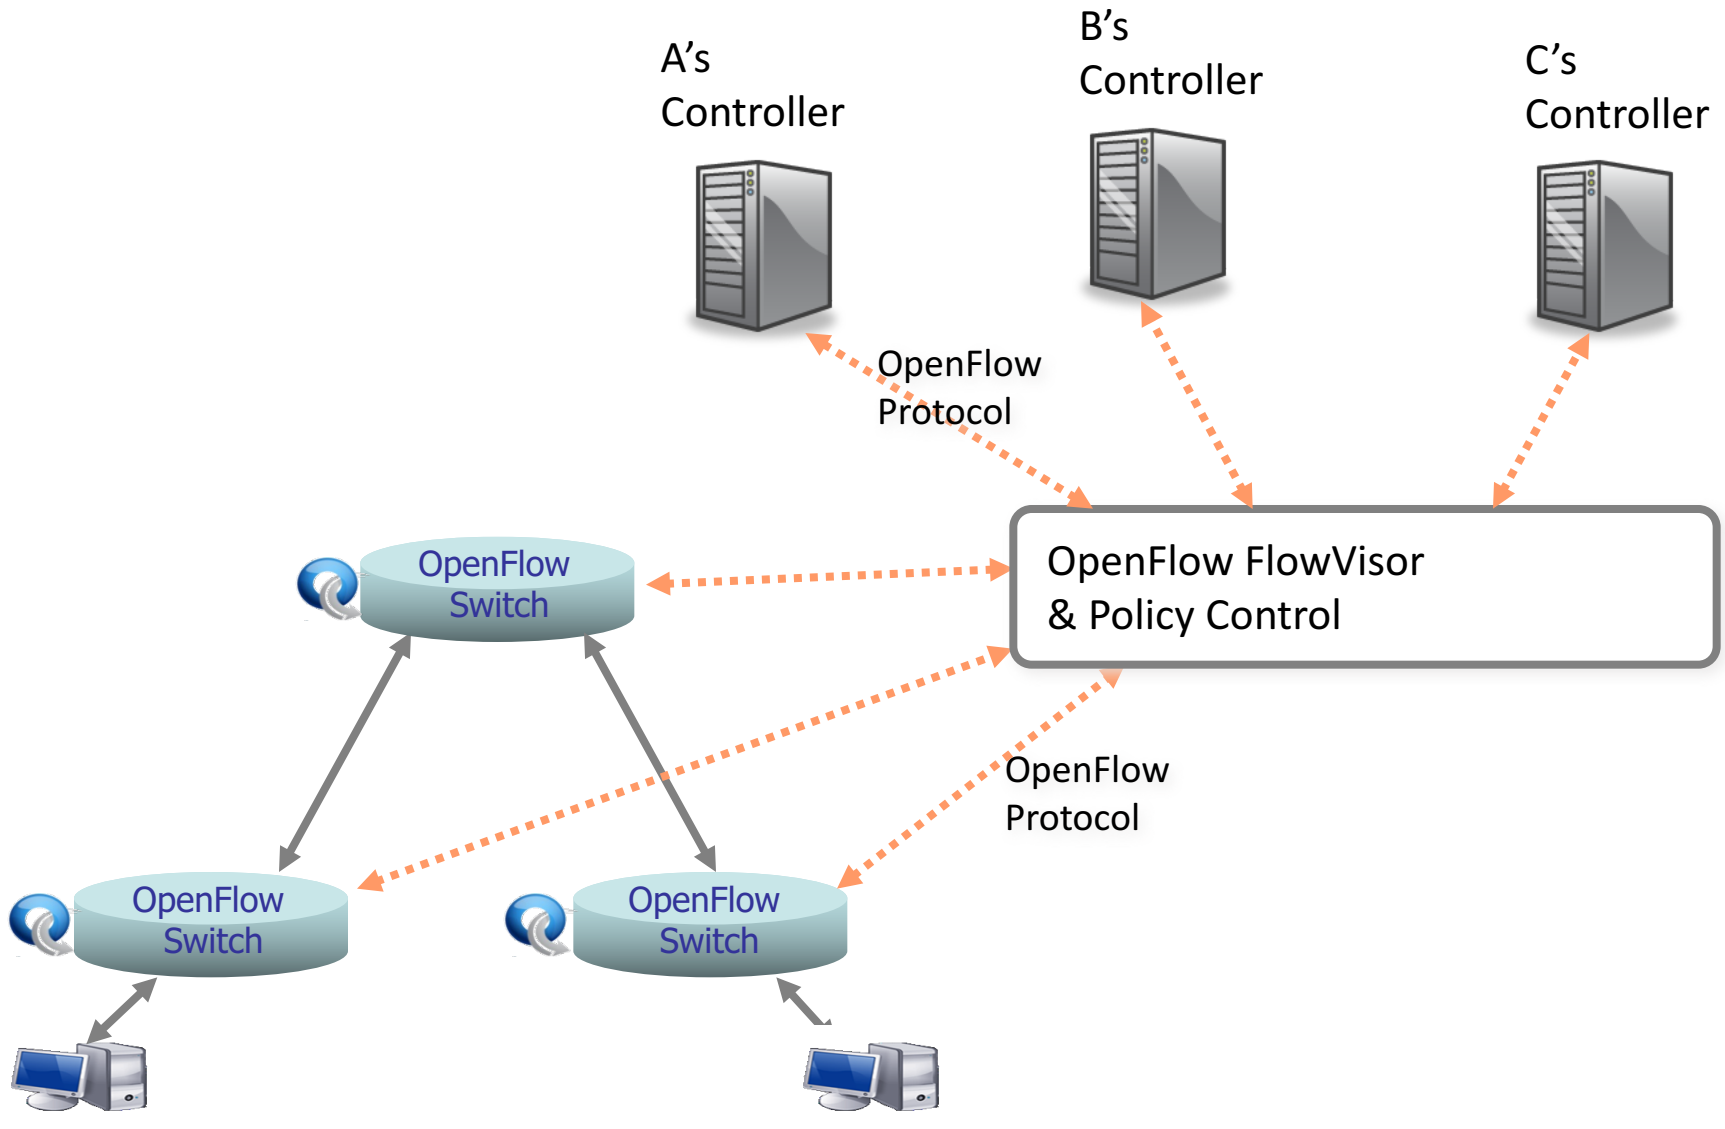 A’s
Controller
B’s
Controller
C’s
Controller
OpenFlow
Protocol
OpenFlow FlowVisor
& Policy Control
OpenFlow
Switch
OpenFlow
Protocol
OpenFlow
Switch
OpenFlow
Switch